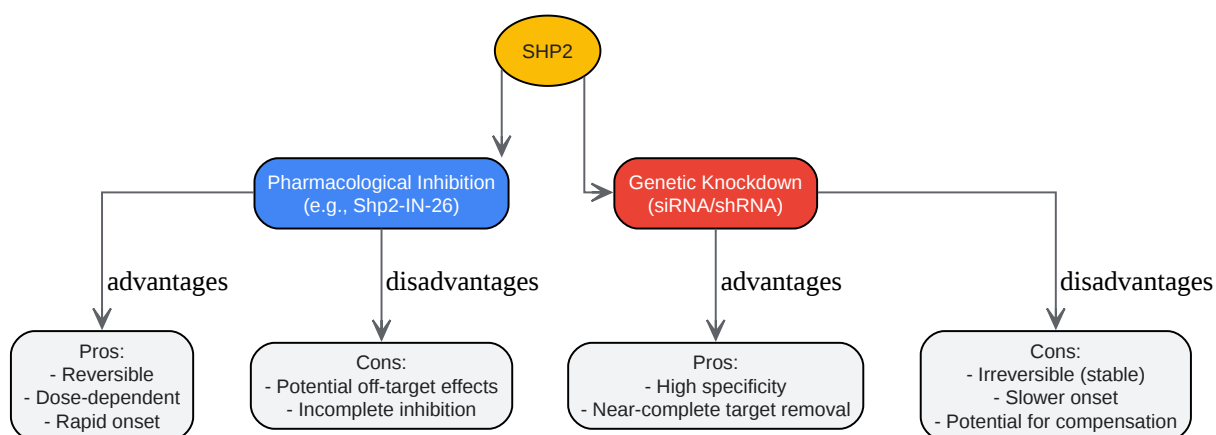 SHP2
Pharmacological Inhibition
(e.g., Shp2-IN-26)
Genetic Knockdown
(siRNA/shRNA)
advantages
disadvantages
advantages
disadvantages
Pros:
- Reversible
- Dose-dependent
- Rapid onset
Cons:
- Potential off-target effects
- Incomplete inhibition
Pros:
- High specificity
- Near-complete target removal
Cons:
- Irreversible (stable)
- Slower onset
- Potential for compensation